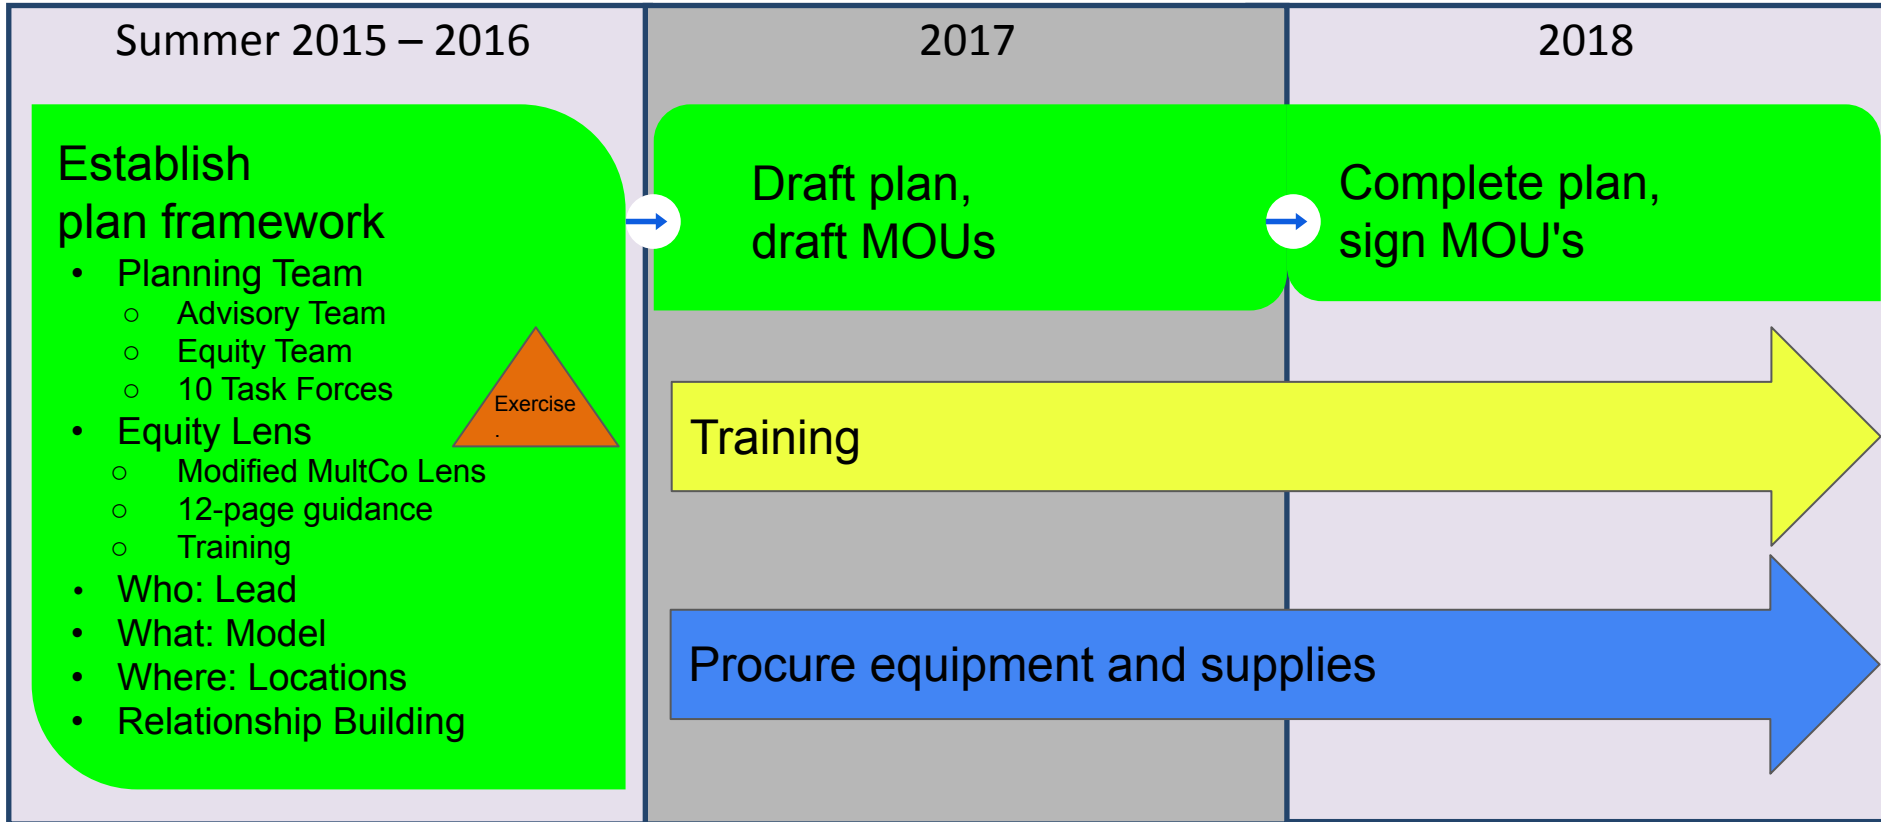 Summer 2015 – 2016
Establish
plan framework
• Planning Team
○ Advisory Team
○ Equity Team
○ 10 Task Forces
• Equity Lens
○ Modified MultCo Lens
○ 12-page guidance
○ Training
• Who: Lead
• What: Model
• Where: Locations
• Relationship Building
Exercise
.
2017
Draft plan,
draft MOUs
2018
Complete plan,
sign MOU's
Training
Procure equipment and supplies